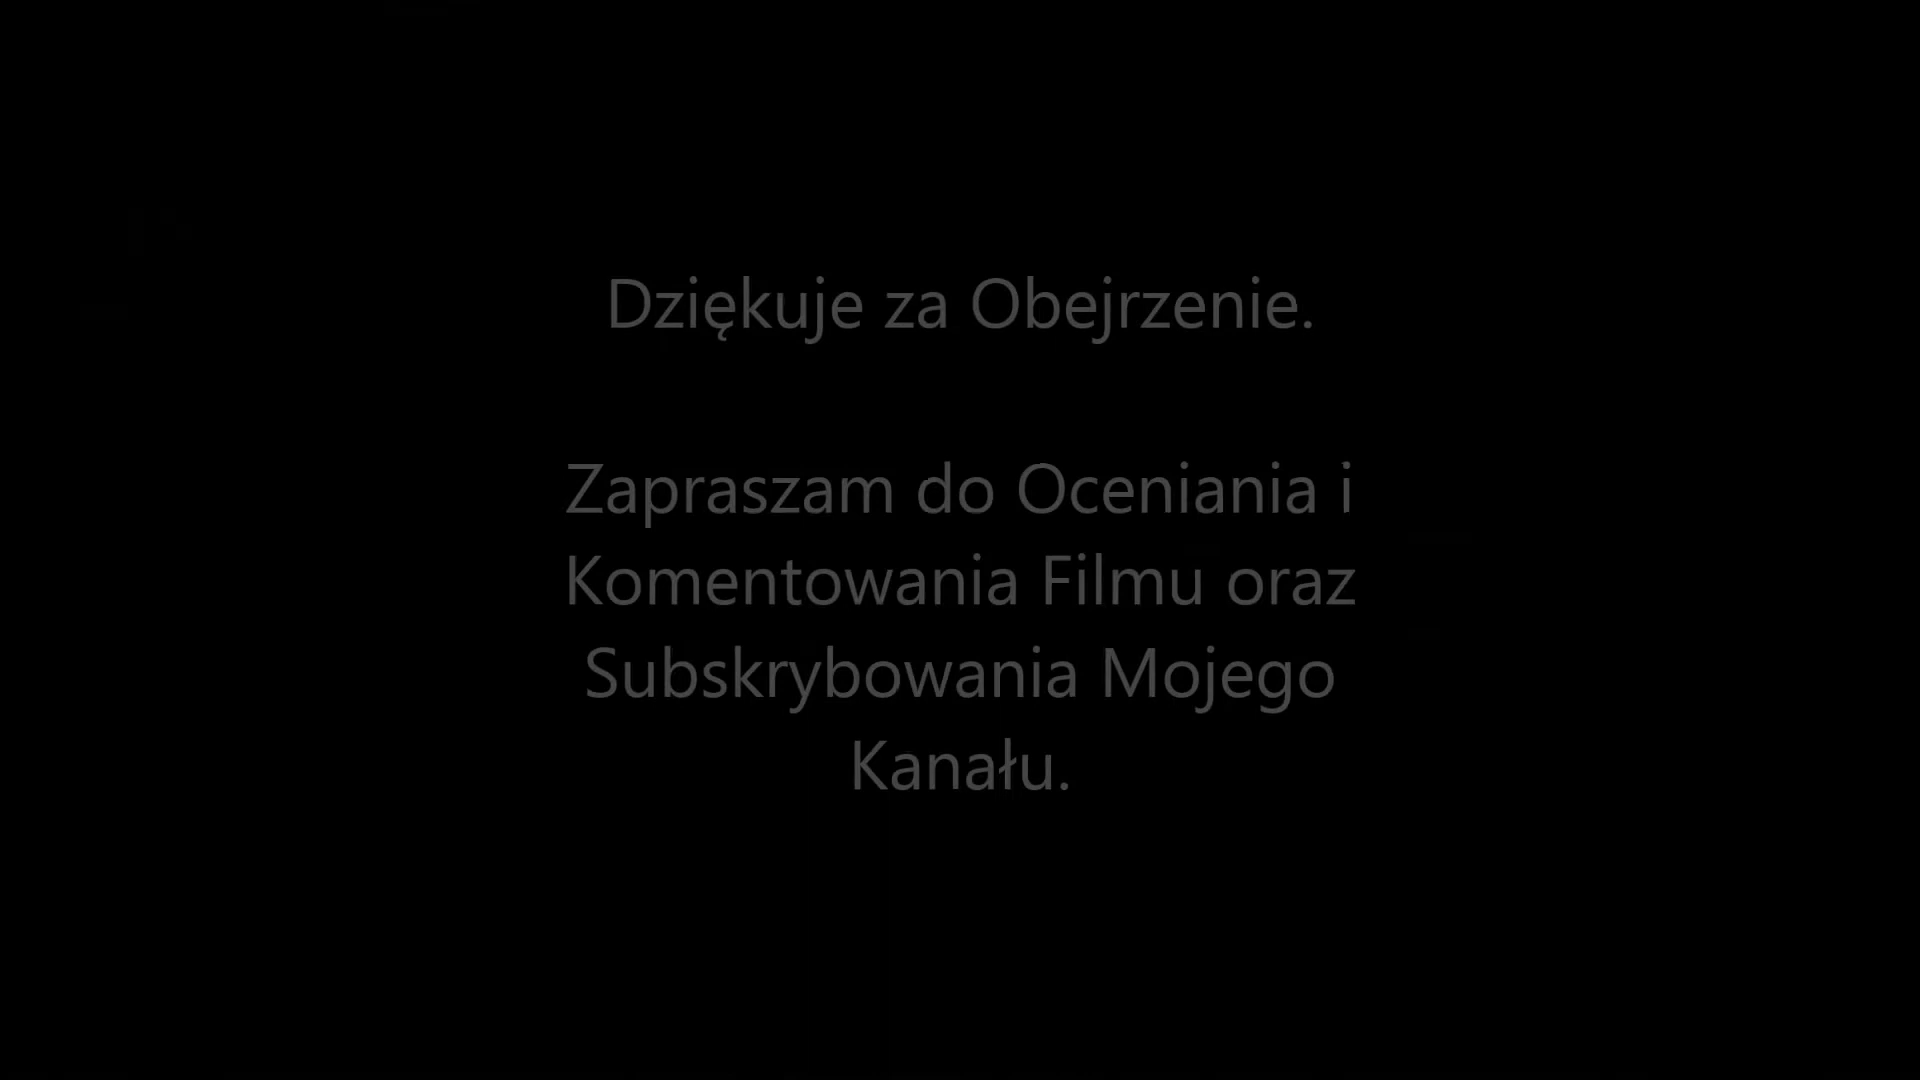 Dziękuje za Obejrzenie.
Zapraszam do Oceniania i
Komentowania Filmu oraz
Subskrybowania Mojego
Kanału.